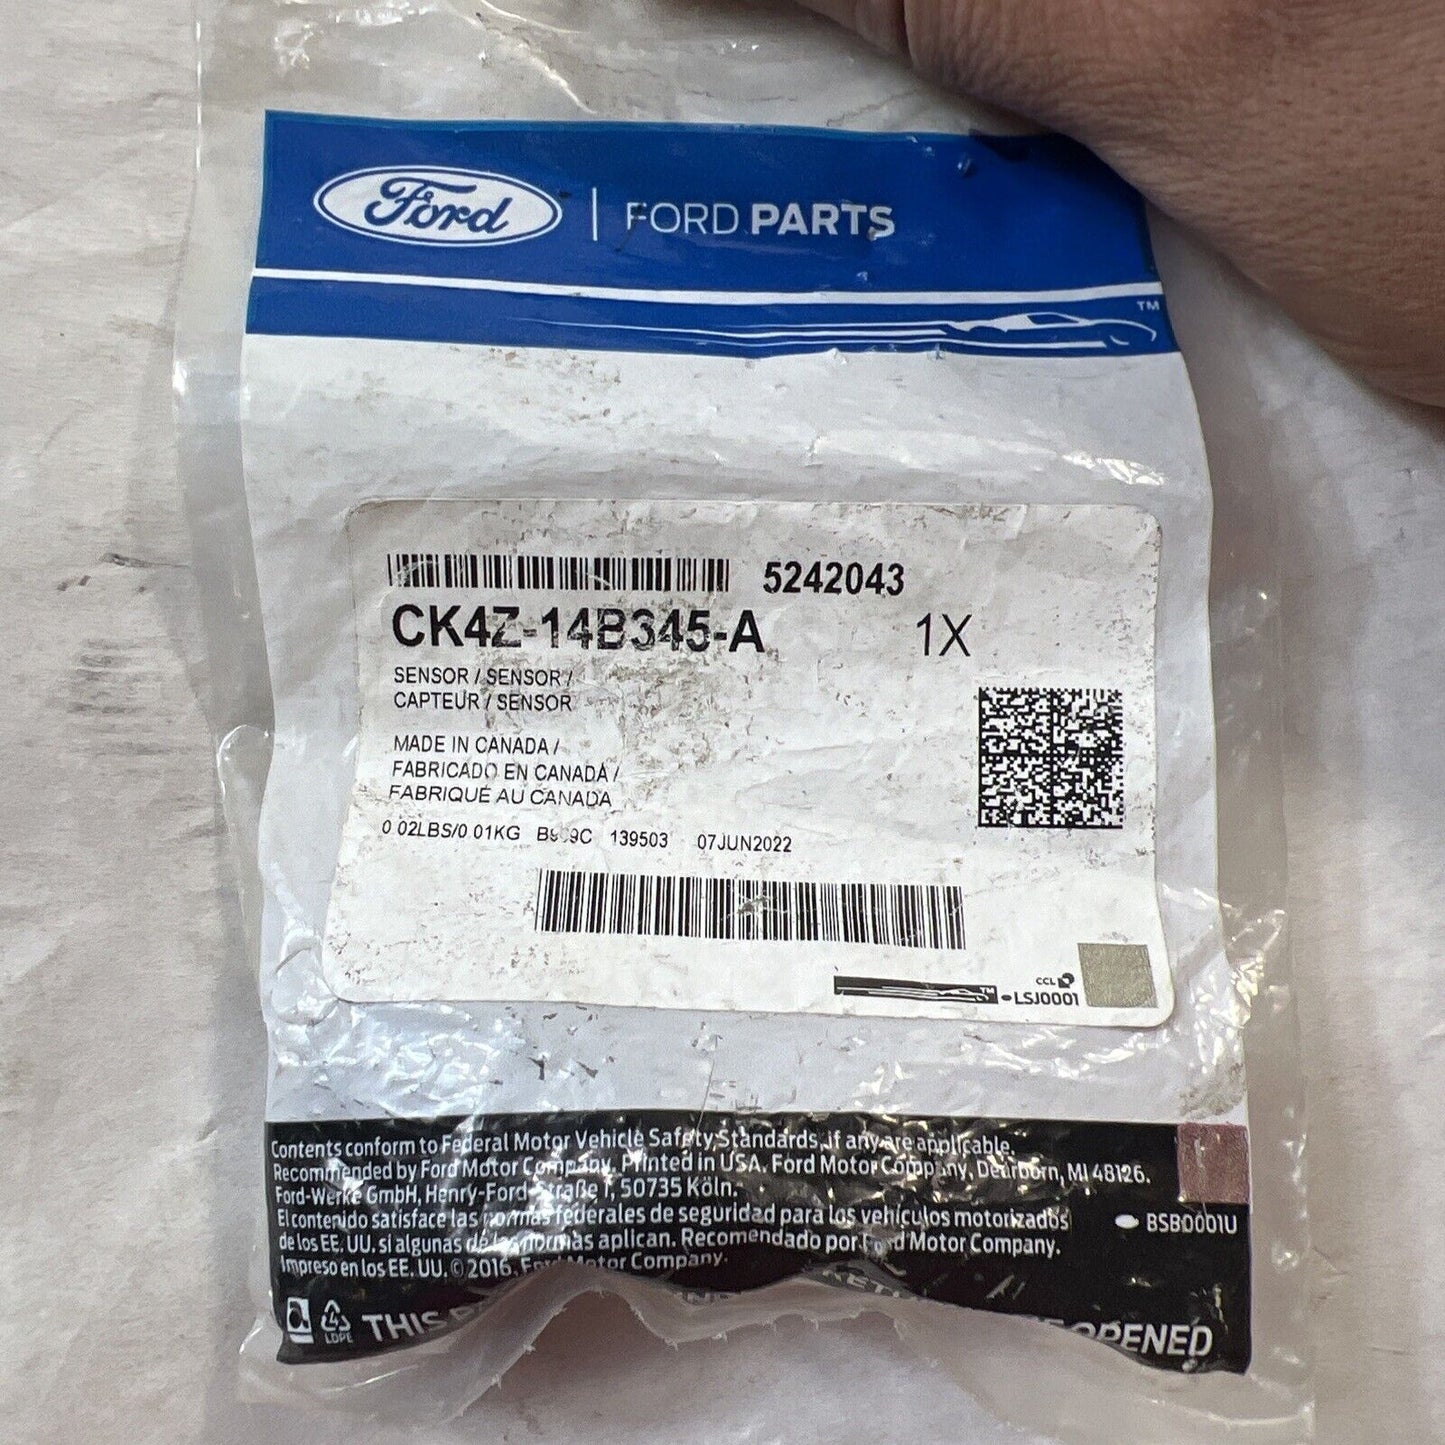 Ford | FORD PARTS
TM
5242043
CK4Z-14B345-A 1X
SENSOR / SENSOR /
CAPTEUR / SENSOR
MADE IN CANADA /
FABRICADO EN CANADA /
FABRIQUE AU CANADA
0 02LBS/0 01KG 139503 07JUN2022
TM
CCL
LSJ0001
Contents conform to Federal Motor Vehicle Safety Standards, if any are applicable.
Recommended by Ford Motor Company. Printed in USA. Ford Motor Company, Dearborn, MI 48126.
Ford-Werke GmbH, Henry-Ford-Straße 1, 50735 Köln.
El contenido satisface las normas federales de seguridad para los vehículos motorizados
BSB0001U
de los EE. UU. si algunas de las normas aplican. Recomendado por Ford Motor Company.
Impreso en los EE. UU. © 2016, Ford Motor Company.
4
LDPE
THIS OPENED